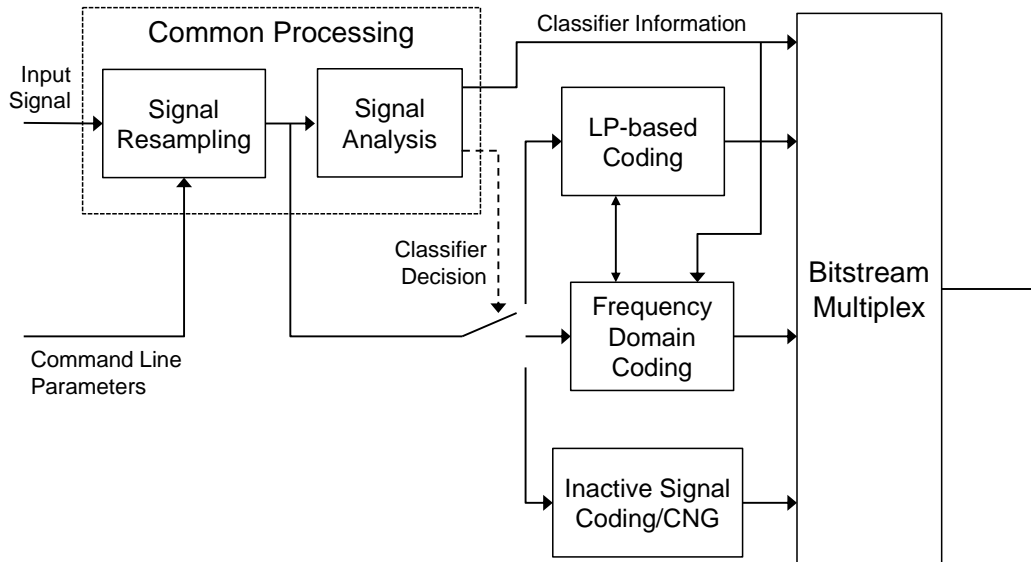 Common Processing
Classifier Information
Input
Signal
Signal
Resampling
Signal
Analysis
LP-based
Coding
Classifier
Decision
Bitstream
Multiplex
Frequency
Domain
Coding
Command Line
Parameters
Inactive Signal
Coding/CNG